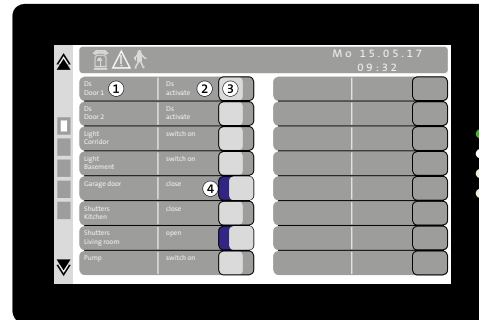 Mo 15.05.17
09:32
Ds
Door 1
1
Ds
activate
2
3
Ds
Door 2
Ds
activate
Light
Corridor
switch on
Light
Basement
switch on
Garage door
close
4
Shutters
Kitchen
close
Shutters
Living room
open
Pump
switch on